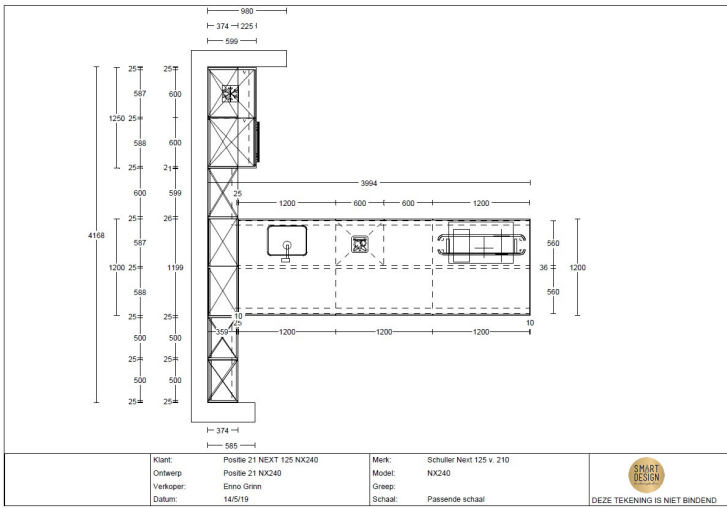 980
374 225
599
25 25
587 600
1250 25
588 600
25 21
600 599
3994
25
1200 600 600 1200
25 26
587
4168
1200 25 1199
588
560
36 1200
560
25 25
10
25
10
359 1200 1200 1200
500 500
25 25
500 500
25 25
374
585
Klant: Positie 21 NEXT 125 NX240 Merk: Schuller Next 125 v. 210
Ontwerp Positie 21 NX240 Model: NX240
Verkoper: Enno Grinn Greep:
Datum: 14/5/19 Schaal: Passende schaal
SMART
DESIGN
DEZE TEKENING IS NIET BINDEND